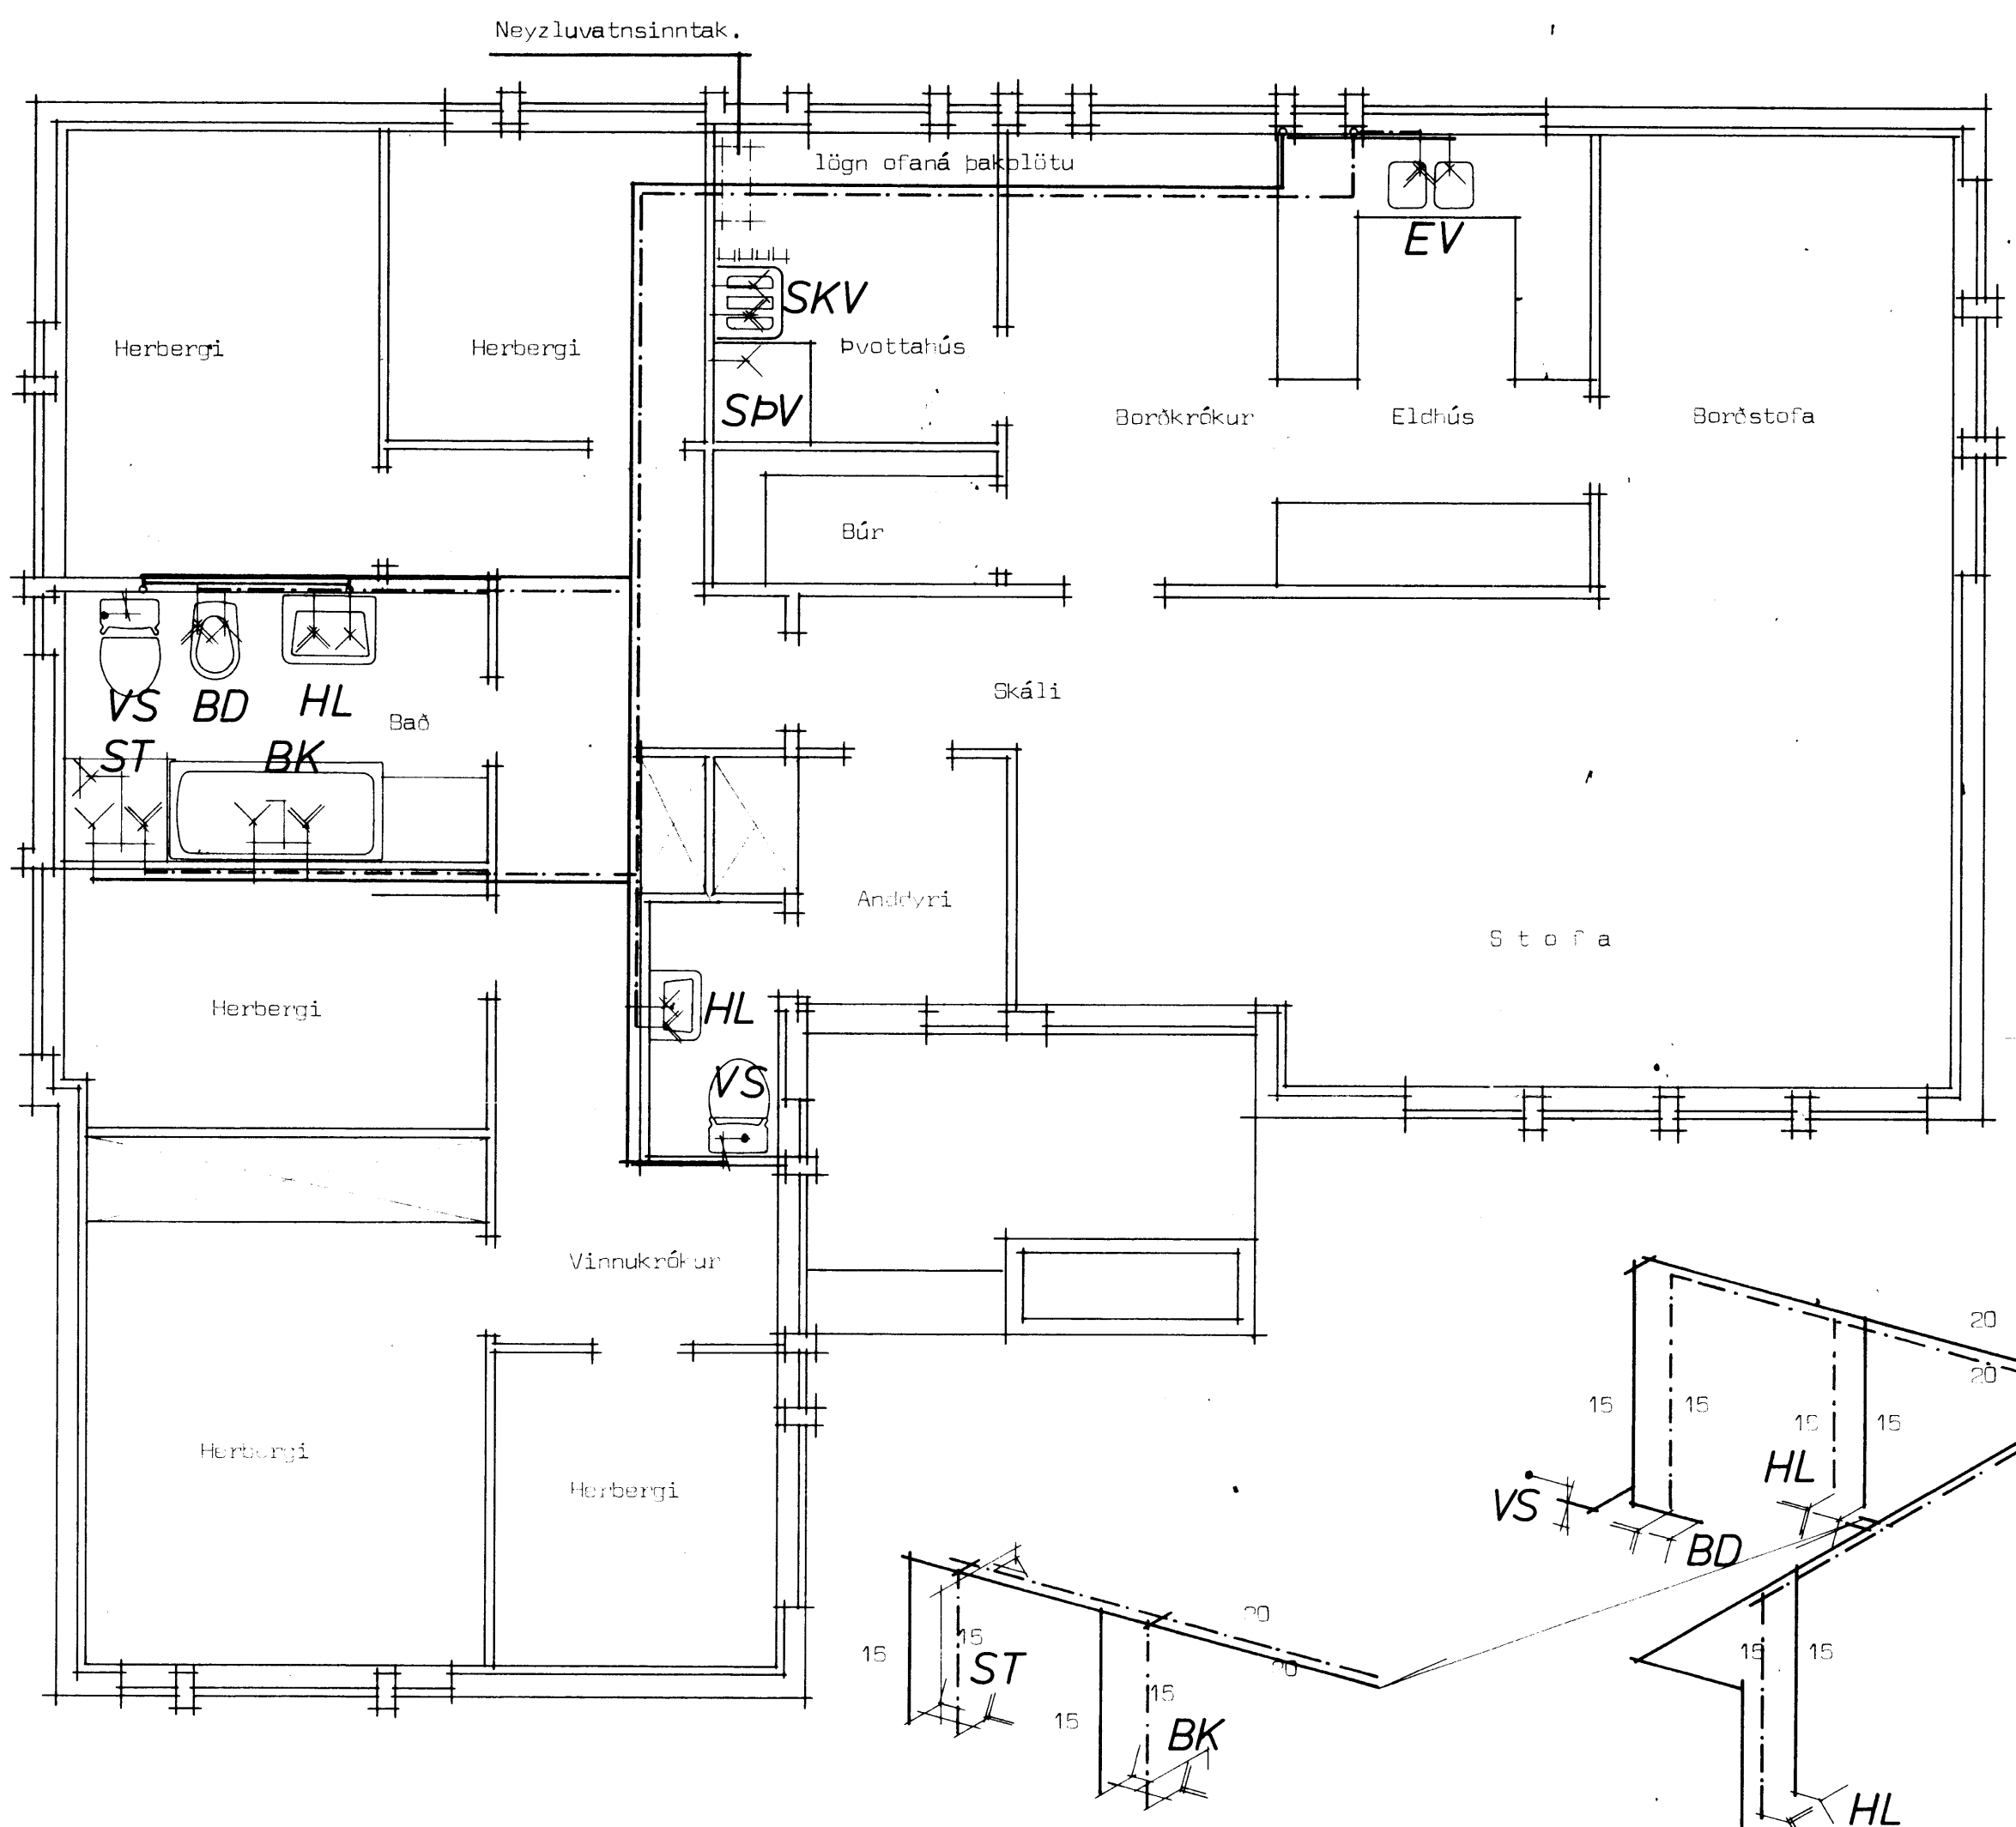 Neyzluvatnsinntak.
lögn ofaná þakplötu
EV
SKV
Herbergi
Herbergi
Þvottahús
SÞV
Borðkrókur
Eldhús
Borðstofa
Búr
Skáli
VS
BD
HL
Bað
ST
BK
Anddyri
Stofa
Herbergi
HL
VS
Vinnukrókur
Herbergi
Herbergi
20
20
15
15
15
15
HL
VS
BD
20
20
15
15
ST
15
15
BK
15
15
HL